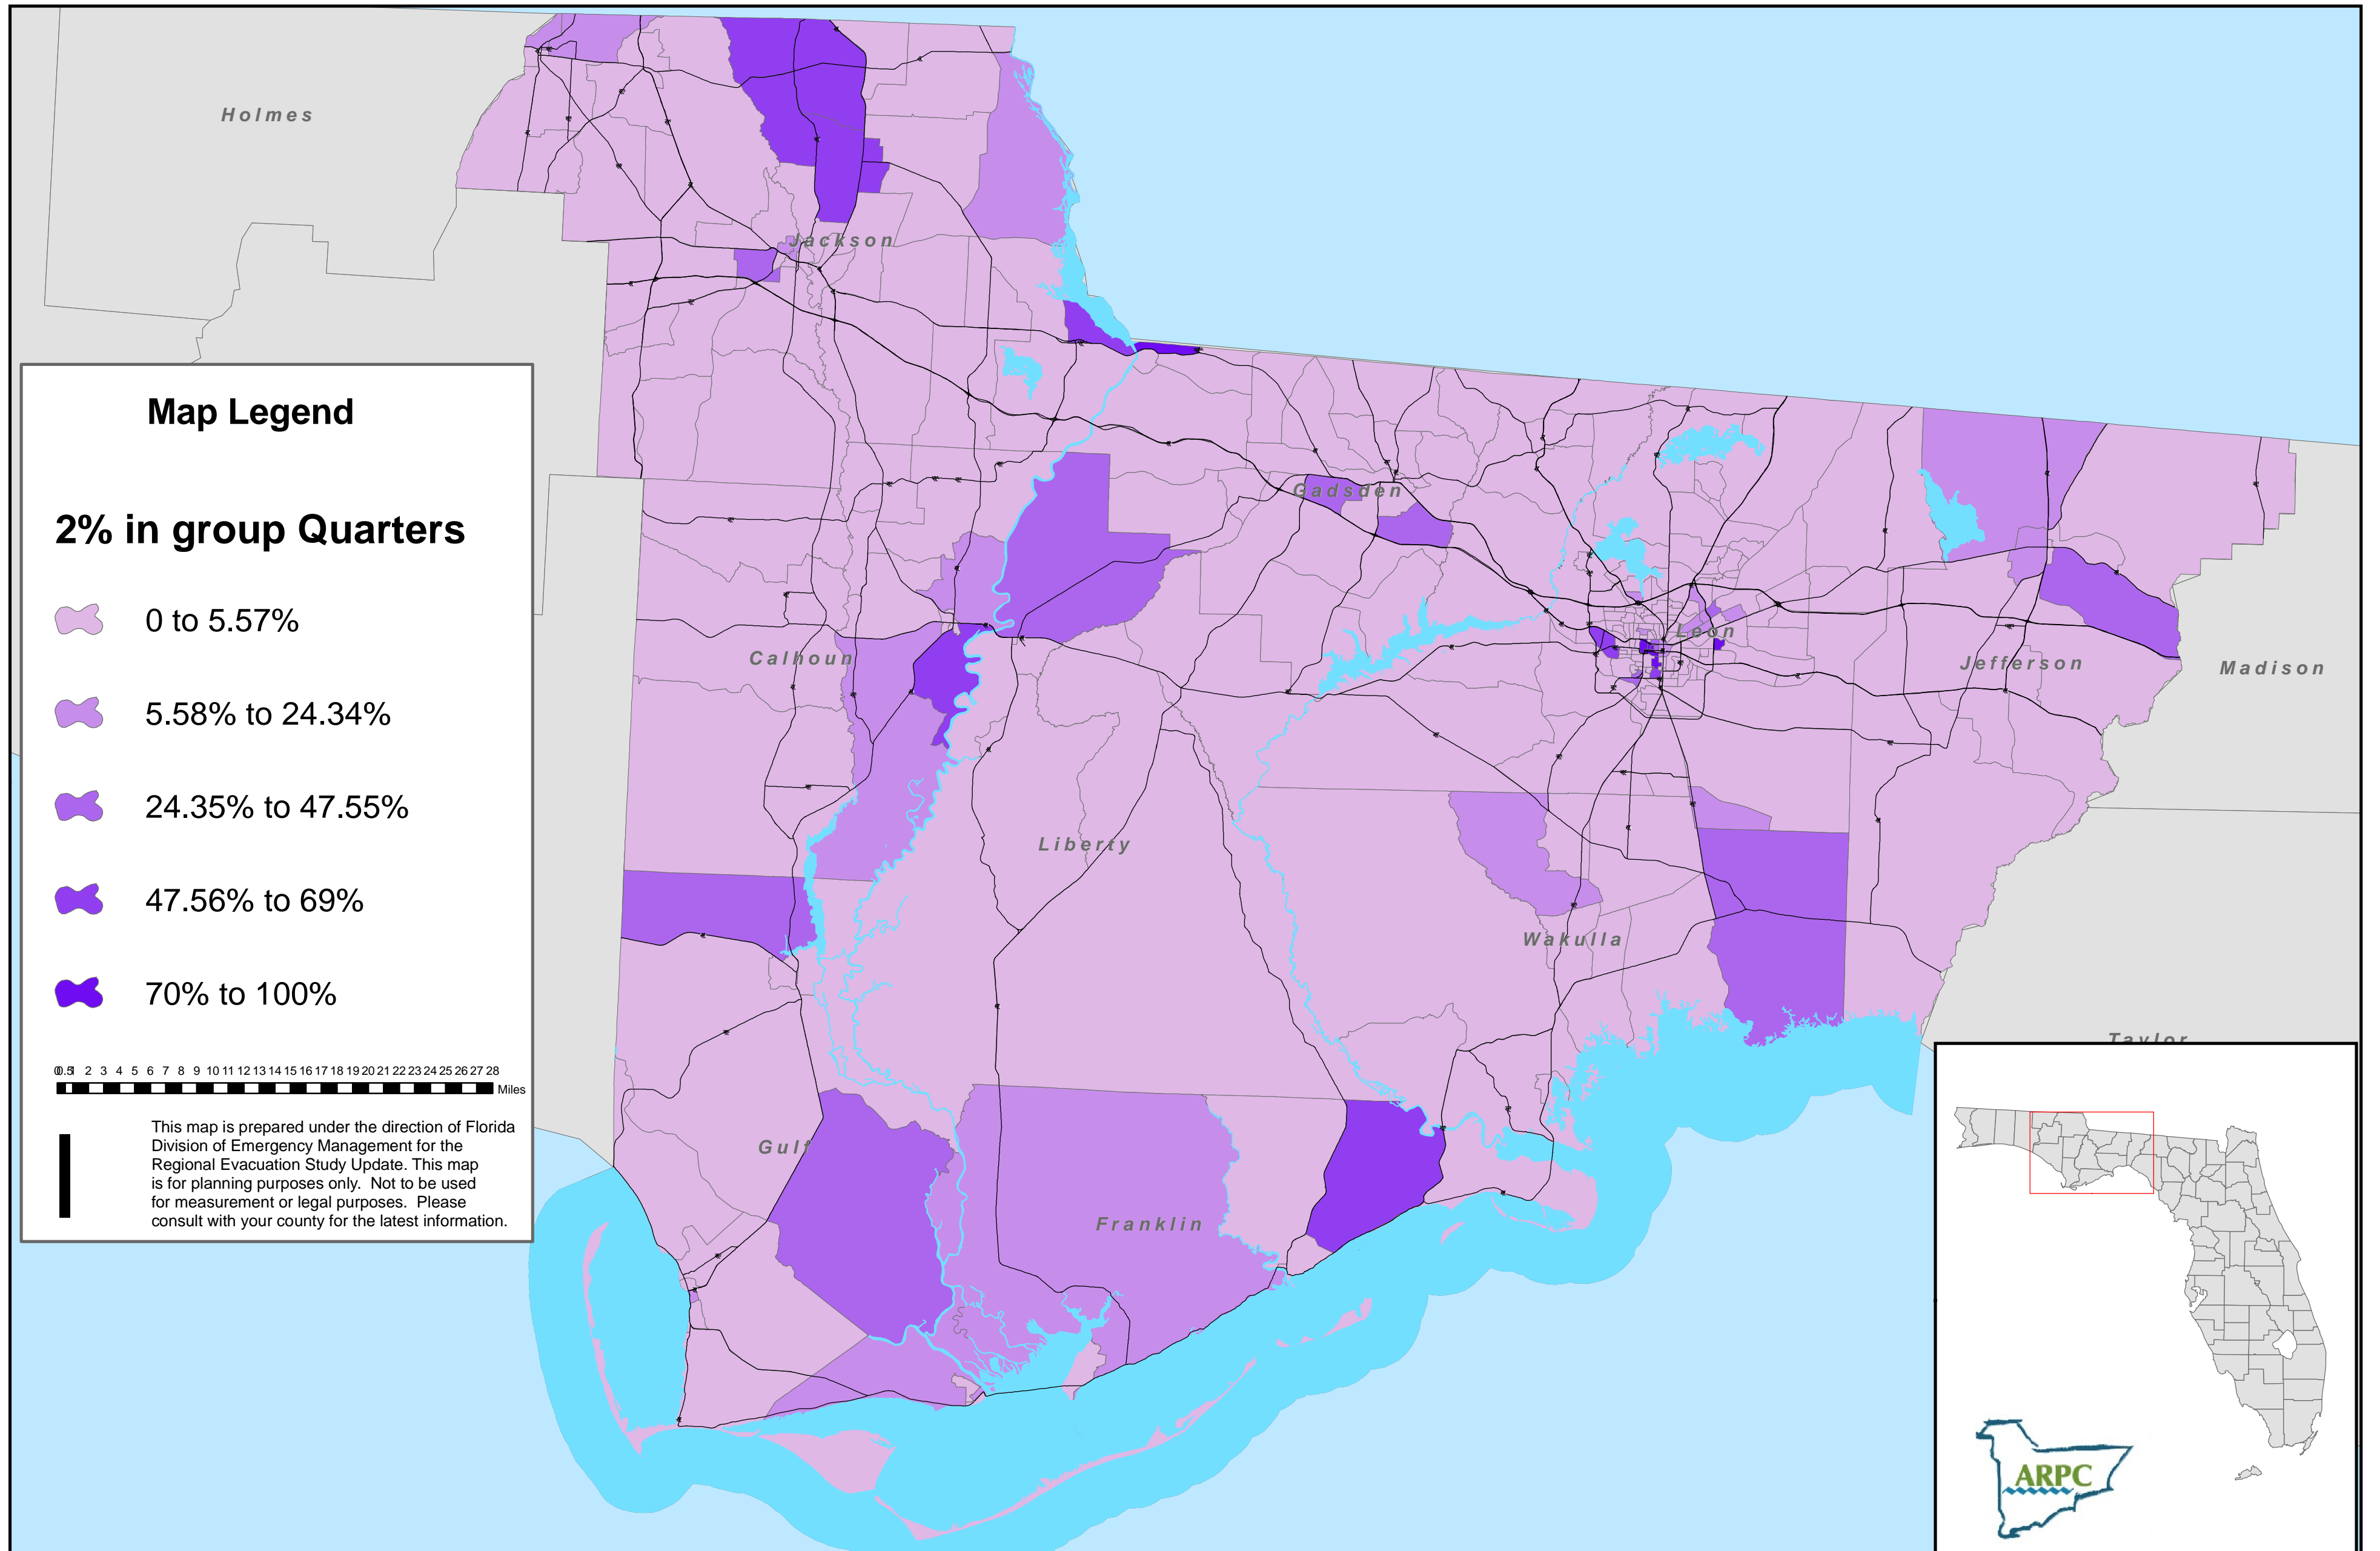 Holmes
Jackson
Map Legend
2% in group Quarters
0 to 5.57%
5.58% to 24.34%
24.35% to 47.55%
47.56% to 69%
70% to 100%
0 0.5 1 2 3 4 5 6 7 8 9 10 11 12 13 14 15 16 17 18 19 20 21 22 23 24 25 26 27 28
Miles
This map is prepared under the direction of Florida
Division of Emergency Management for the
Regional Evacuation Study Update. This map
is for planning purposes only.  Not to be used
for measurement or legal purposes.  Please
consult with your county for the latest information.
Gadsden
Leon
Calhoun
Jefferson
Madison
Liberty
Wakulla
Taylor
Gulf
Franklin
ARPC